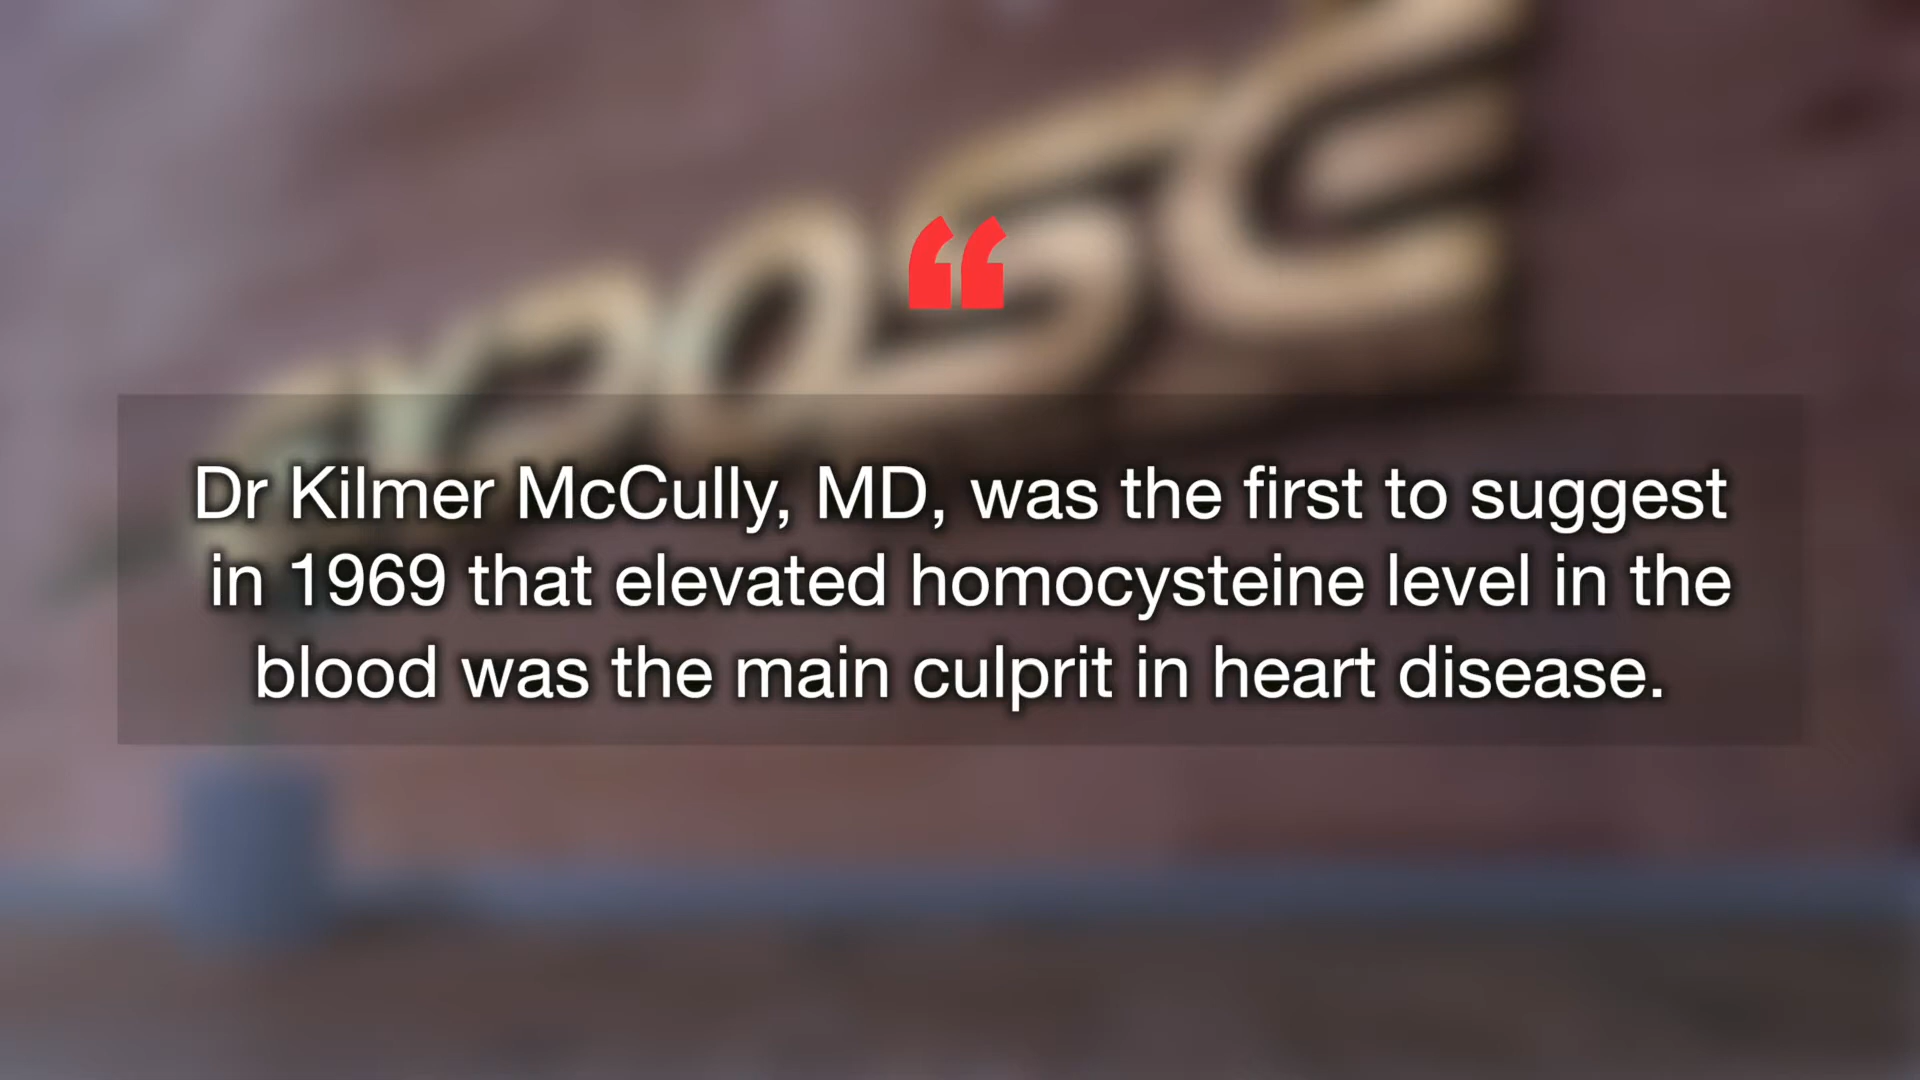 “
Dr Kilmer McCully, MD, was the first to suggest
in 1969 that elevated homocysteine level in the
blood was the main culprit in heart disease.